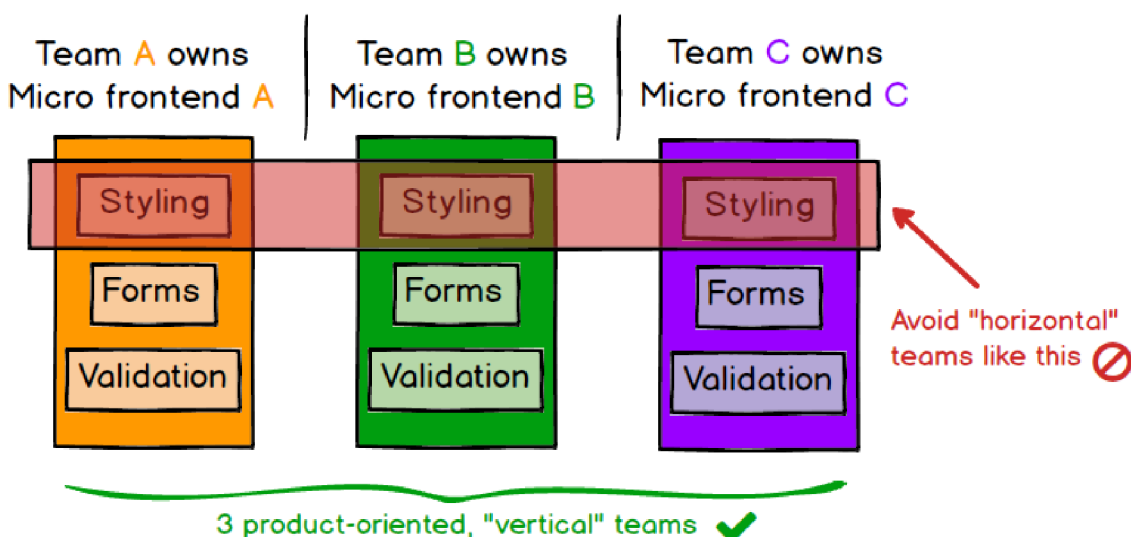 Team A owns
Micro frontend A
Team B owns
Micro frontend B
Team C owns
Micro frontend C
Styling
Styling
Styling
Forms
Forms
Forms
Validation
Validation
Validation
Avoid "horizontal"
teams like this
3 product-oriented, "vertical" teams